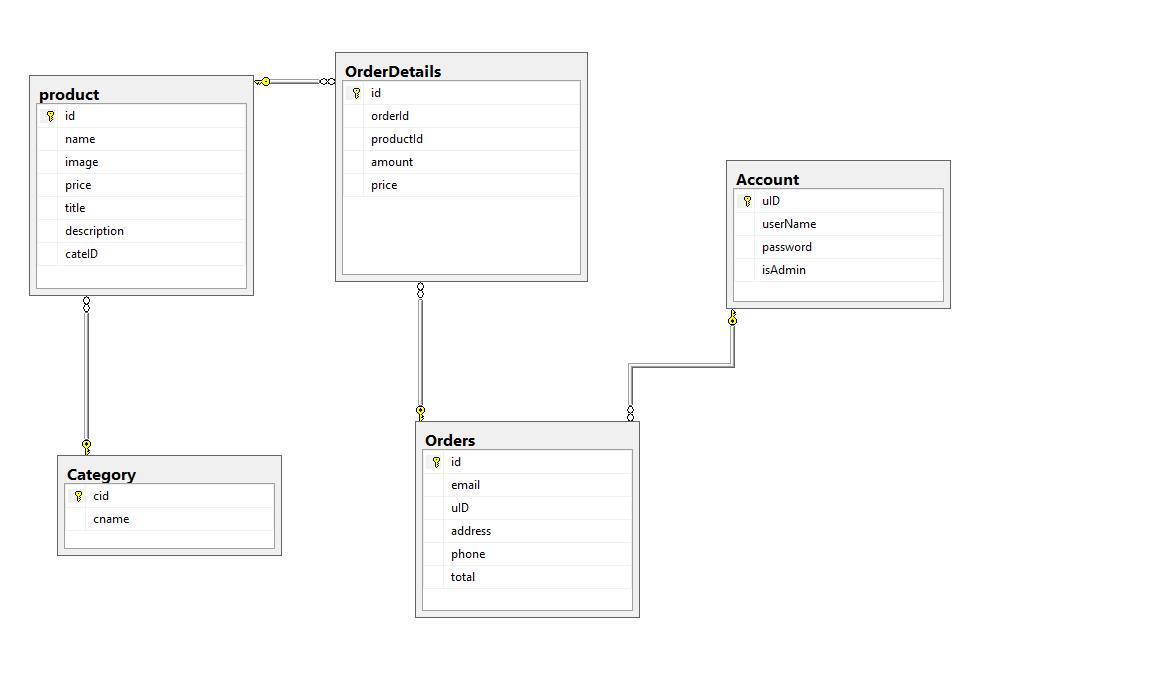 product
id
name
image
price
title
description
cateID
OrderDetails
id
orderId
productId
amount
price
Account
uID
userName
password
isAdmin
Category
cid
cname
Orders
id
email
uID
address
phone
total